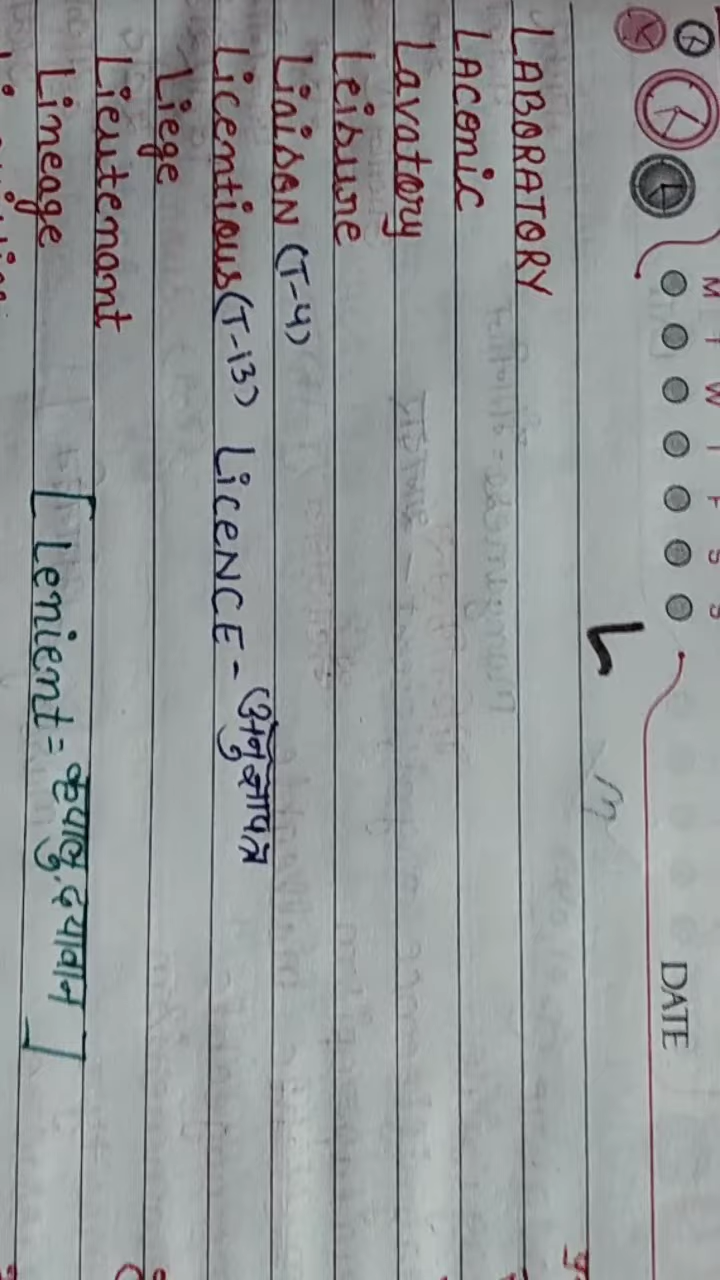 M T W T F S S
DATE
L
LABORATORY
LACONIC
Lavatory
Leisure
LiaisoN (T-4)
Licentious (T-13) LiCENCE - (अनुज्ञापत्र
Liege
Lieutenant
Lineage [Lenient = कृपालु, दयावान]